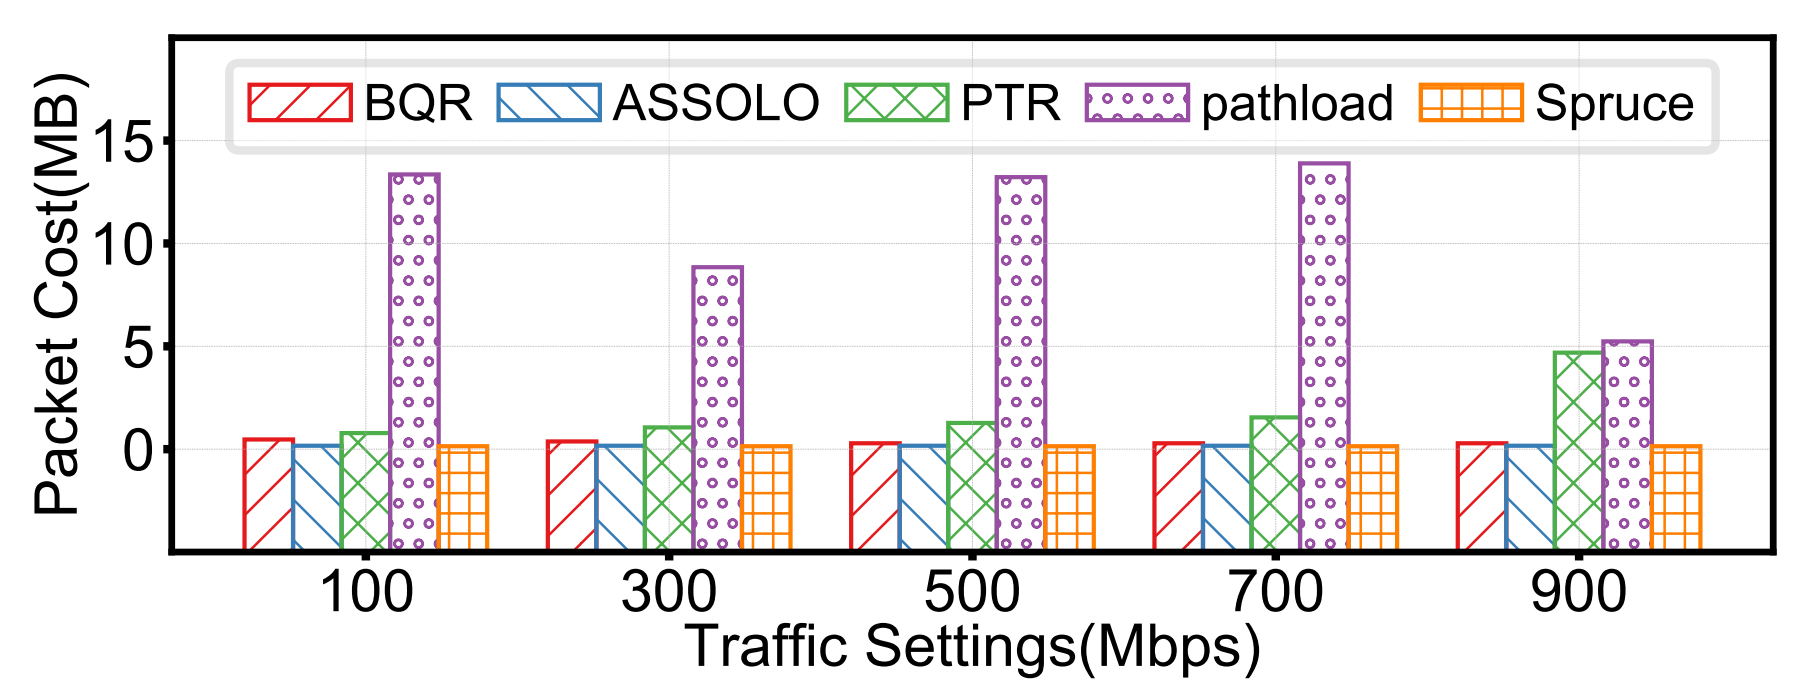 BQR ASSOLO PTR pathload Spruce
Packet Cost(MB)
15
10
5
0
100 300 500 700 900
Traffic Settings(Mbps)